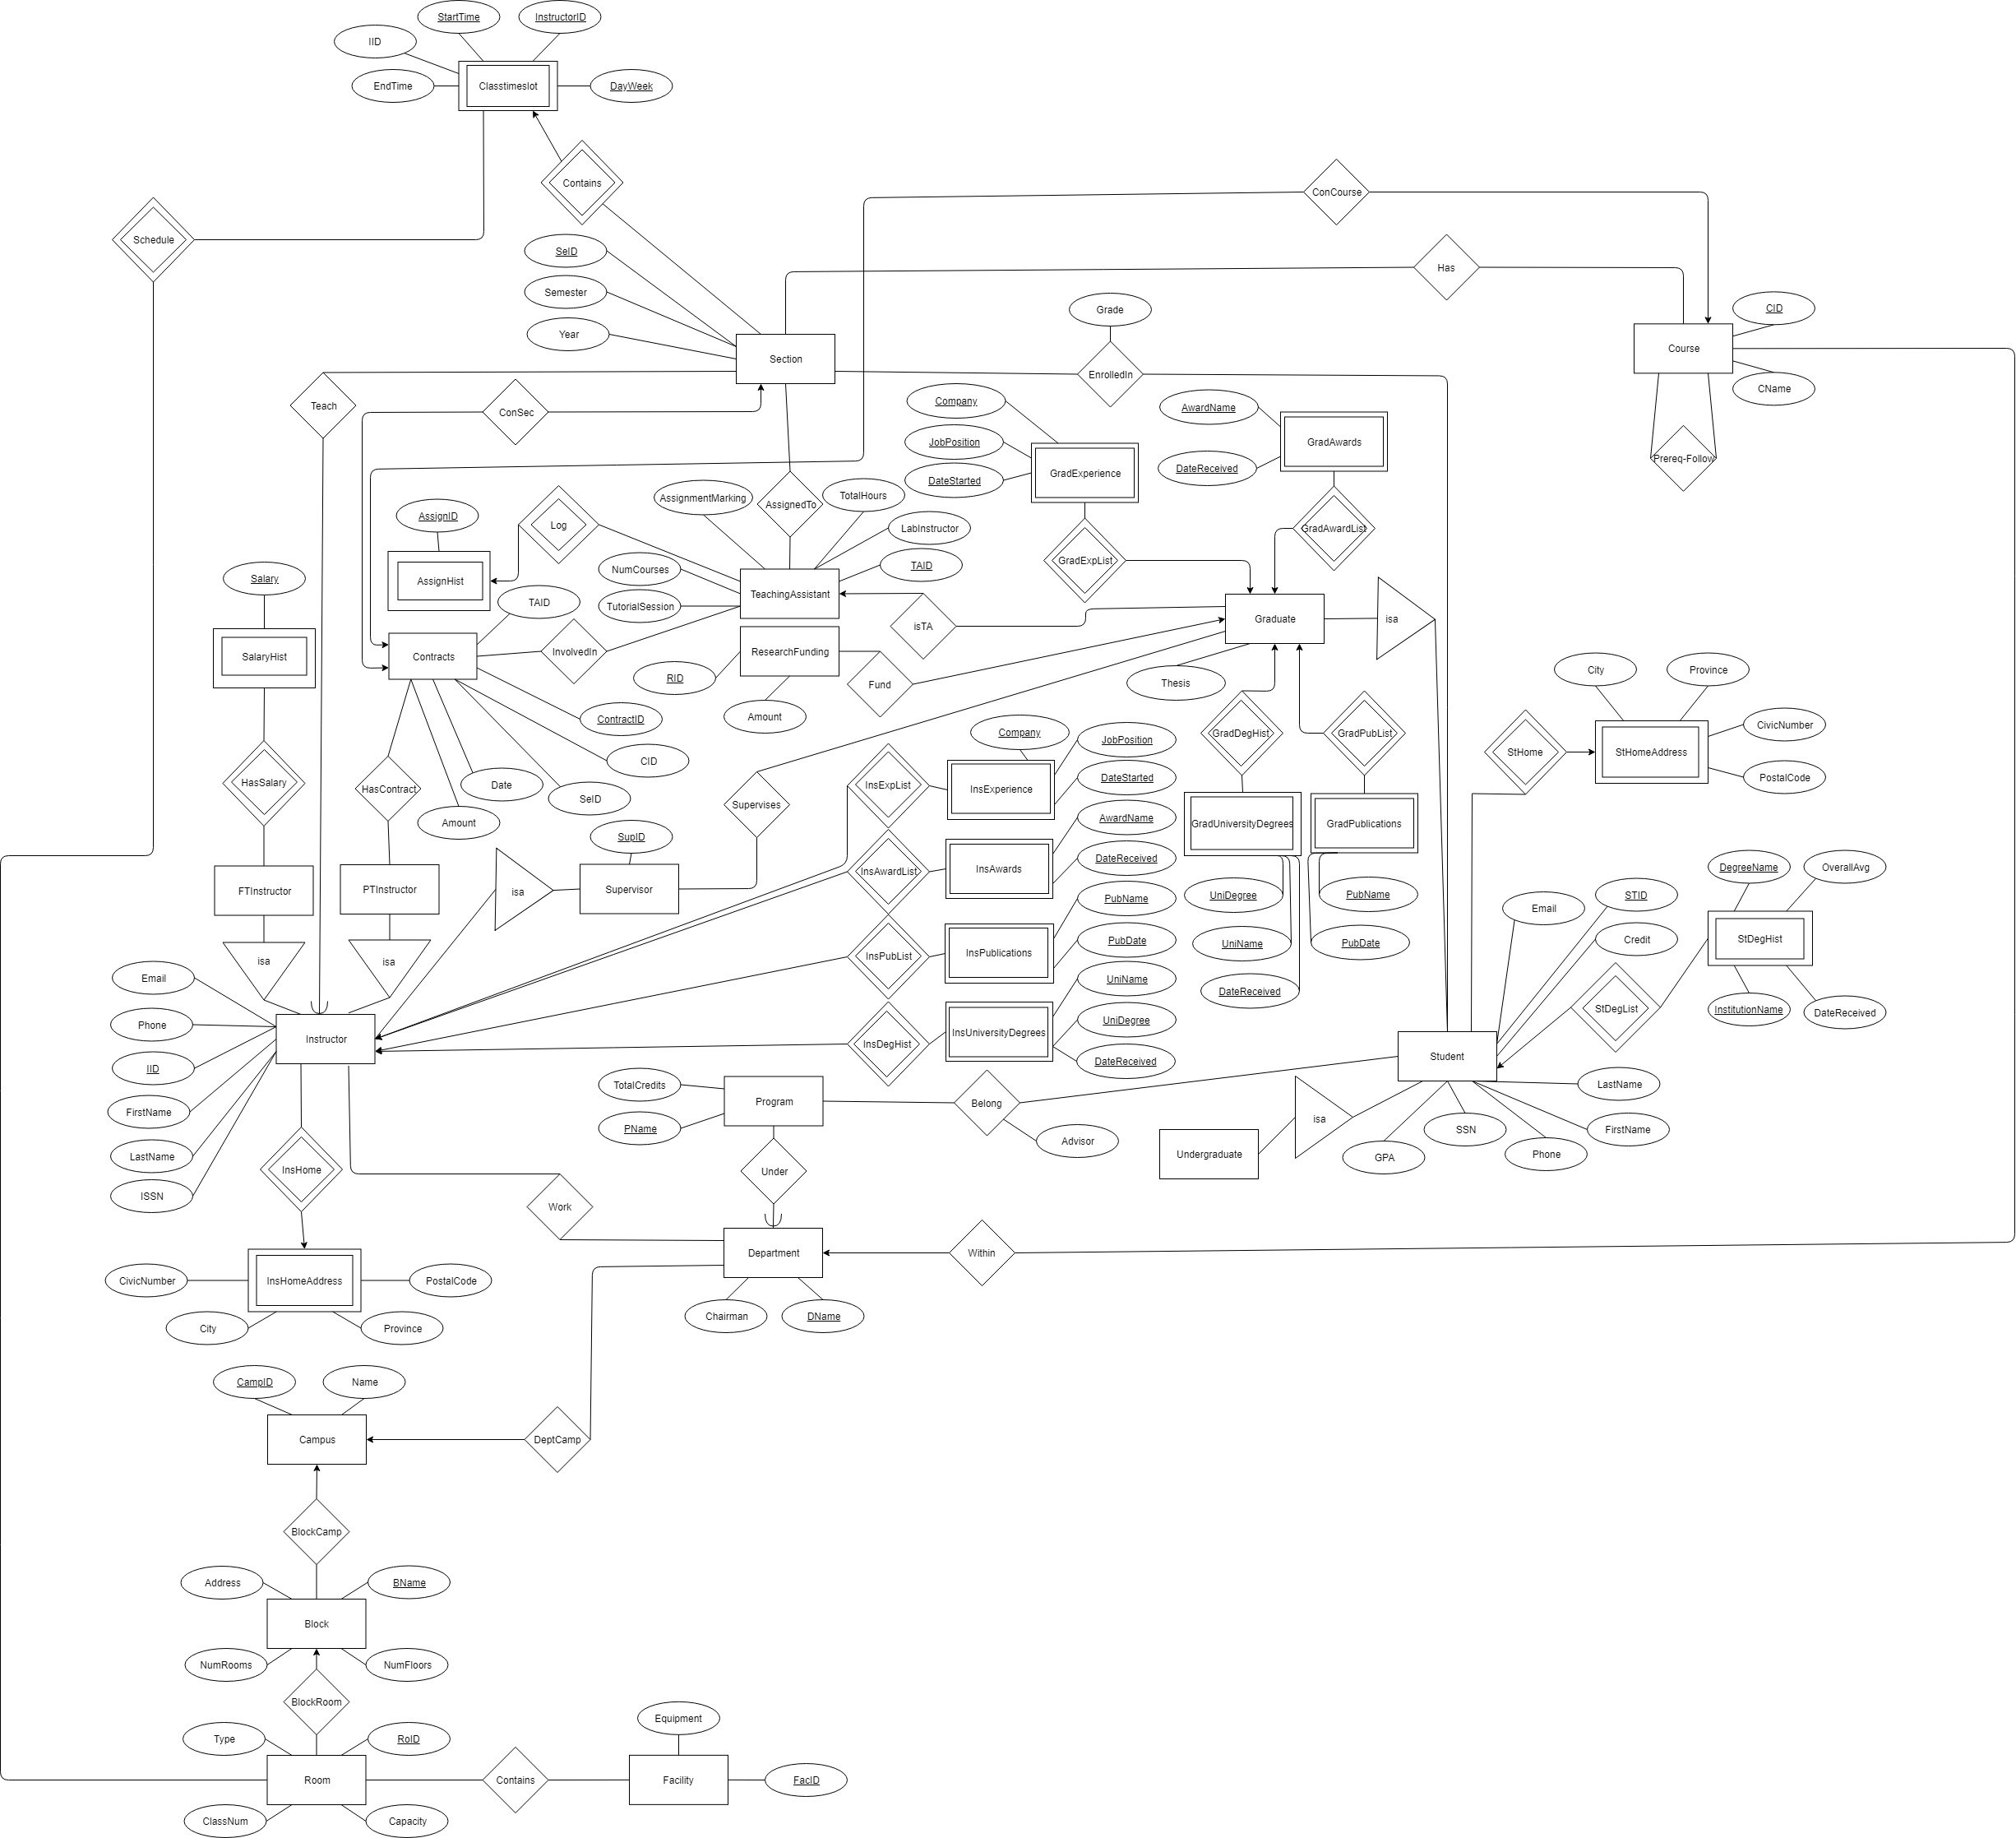 StartTime
InstructorID
IID
EndTime
Classtimeslot
DayWeek
Contains
ConCourse
Schedule
SeID
Has
Semester
Grade
CID
Year
Section
Course
EnrolledIn
CName
Teach
ConSec
Company
AwardName
JobPosition
GradAwards
Prereq-Follow
GradExperience
DateReceived
DateStarted
AssignmentMarking
TotalHours
AssignedTo
AssignID
Log
LabInstructor
GradAwardList
GradExpList
TAID
NumCourses
Salary
AssignHist
TeachingAssistant
TAID
TutorialSession
Graduate
isa
isTA
SalaryHist
Contracts
InvolvedIn
ResearchFunding
RID
Fund
Thesis
City
Province
Amount
ContractID
Company
JobPosition
GradDegHist
GradPubList
CivicNumber
StHome
StHomeAddress
CID
DateStarted
PostalCode
HasSalary
HasContract
Date
InsExpList
InsExperience
SeID
Supervises
Amount
AwardName
GradUniversityDegrees
GradPublications
SupID
DateReceived
InsAwardList
InsAwards
DegreeName
OverallAvg
FTInstructor
PTInstructor
isa
Supervisor
PubName
UniDegree
PubName
STID
Email
PubDate
UniName
PubDate
Credit
StDegHist
isa
isa
InsPubList
InsPublications
Email
UniName
DateReceived
StDegList
InstitutionName
DateReceived
Phone
UniDegree
Instructor
InsDegHist
InsUniversityDegrees
Student
IID
DateReceived
TotalCredits
LastName
Program
Belong
FirstName
isa
PName
SSN
FirstName
Advisor
Undergraduate
GPA
Phone
LastName
InsHome
Under
ISSN
Work
Department
Within
CivicNumber
InsHomeAddress
PostalCode
Chairman
DName
City
Province
CampID
Name
Campus
DeptCamp
BlockCamp
Address
BName
Block
NumRooms
NumFloors
BlockRoom
Equipment
Type
RoID
Room
Contains
Facility
FacID
ClassNum
Capacity